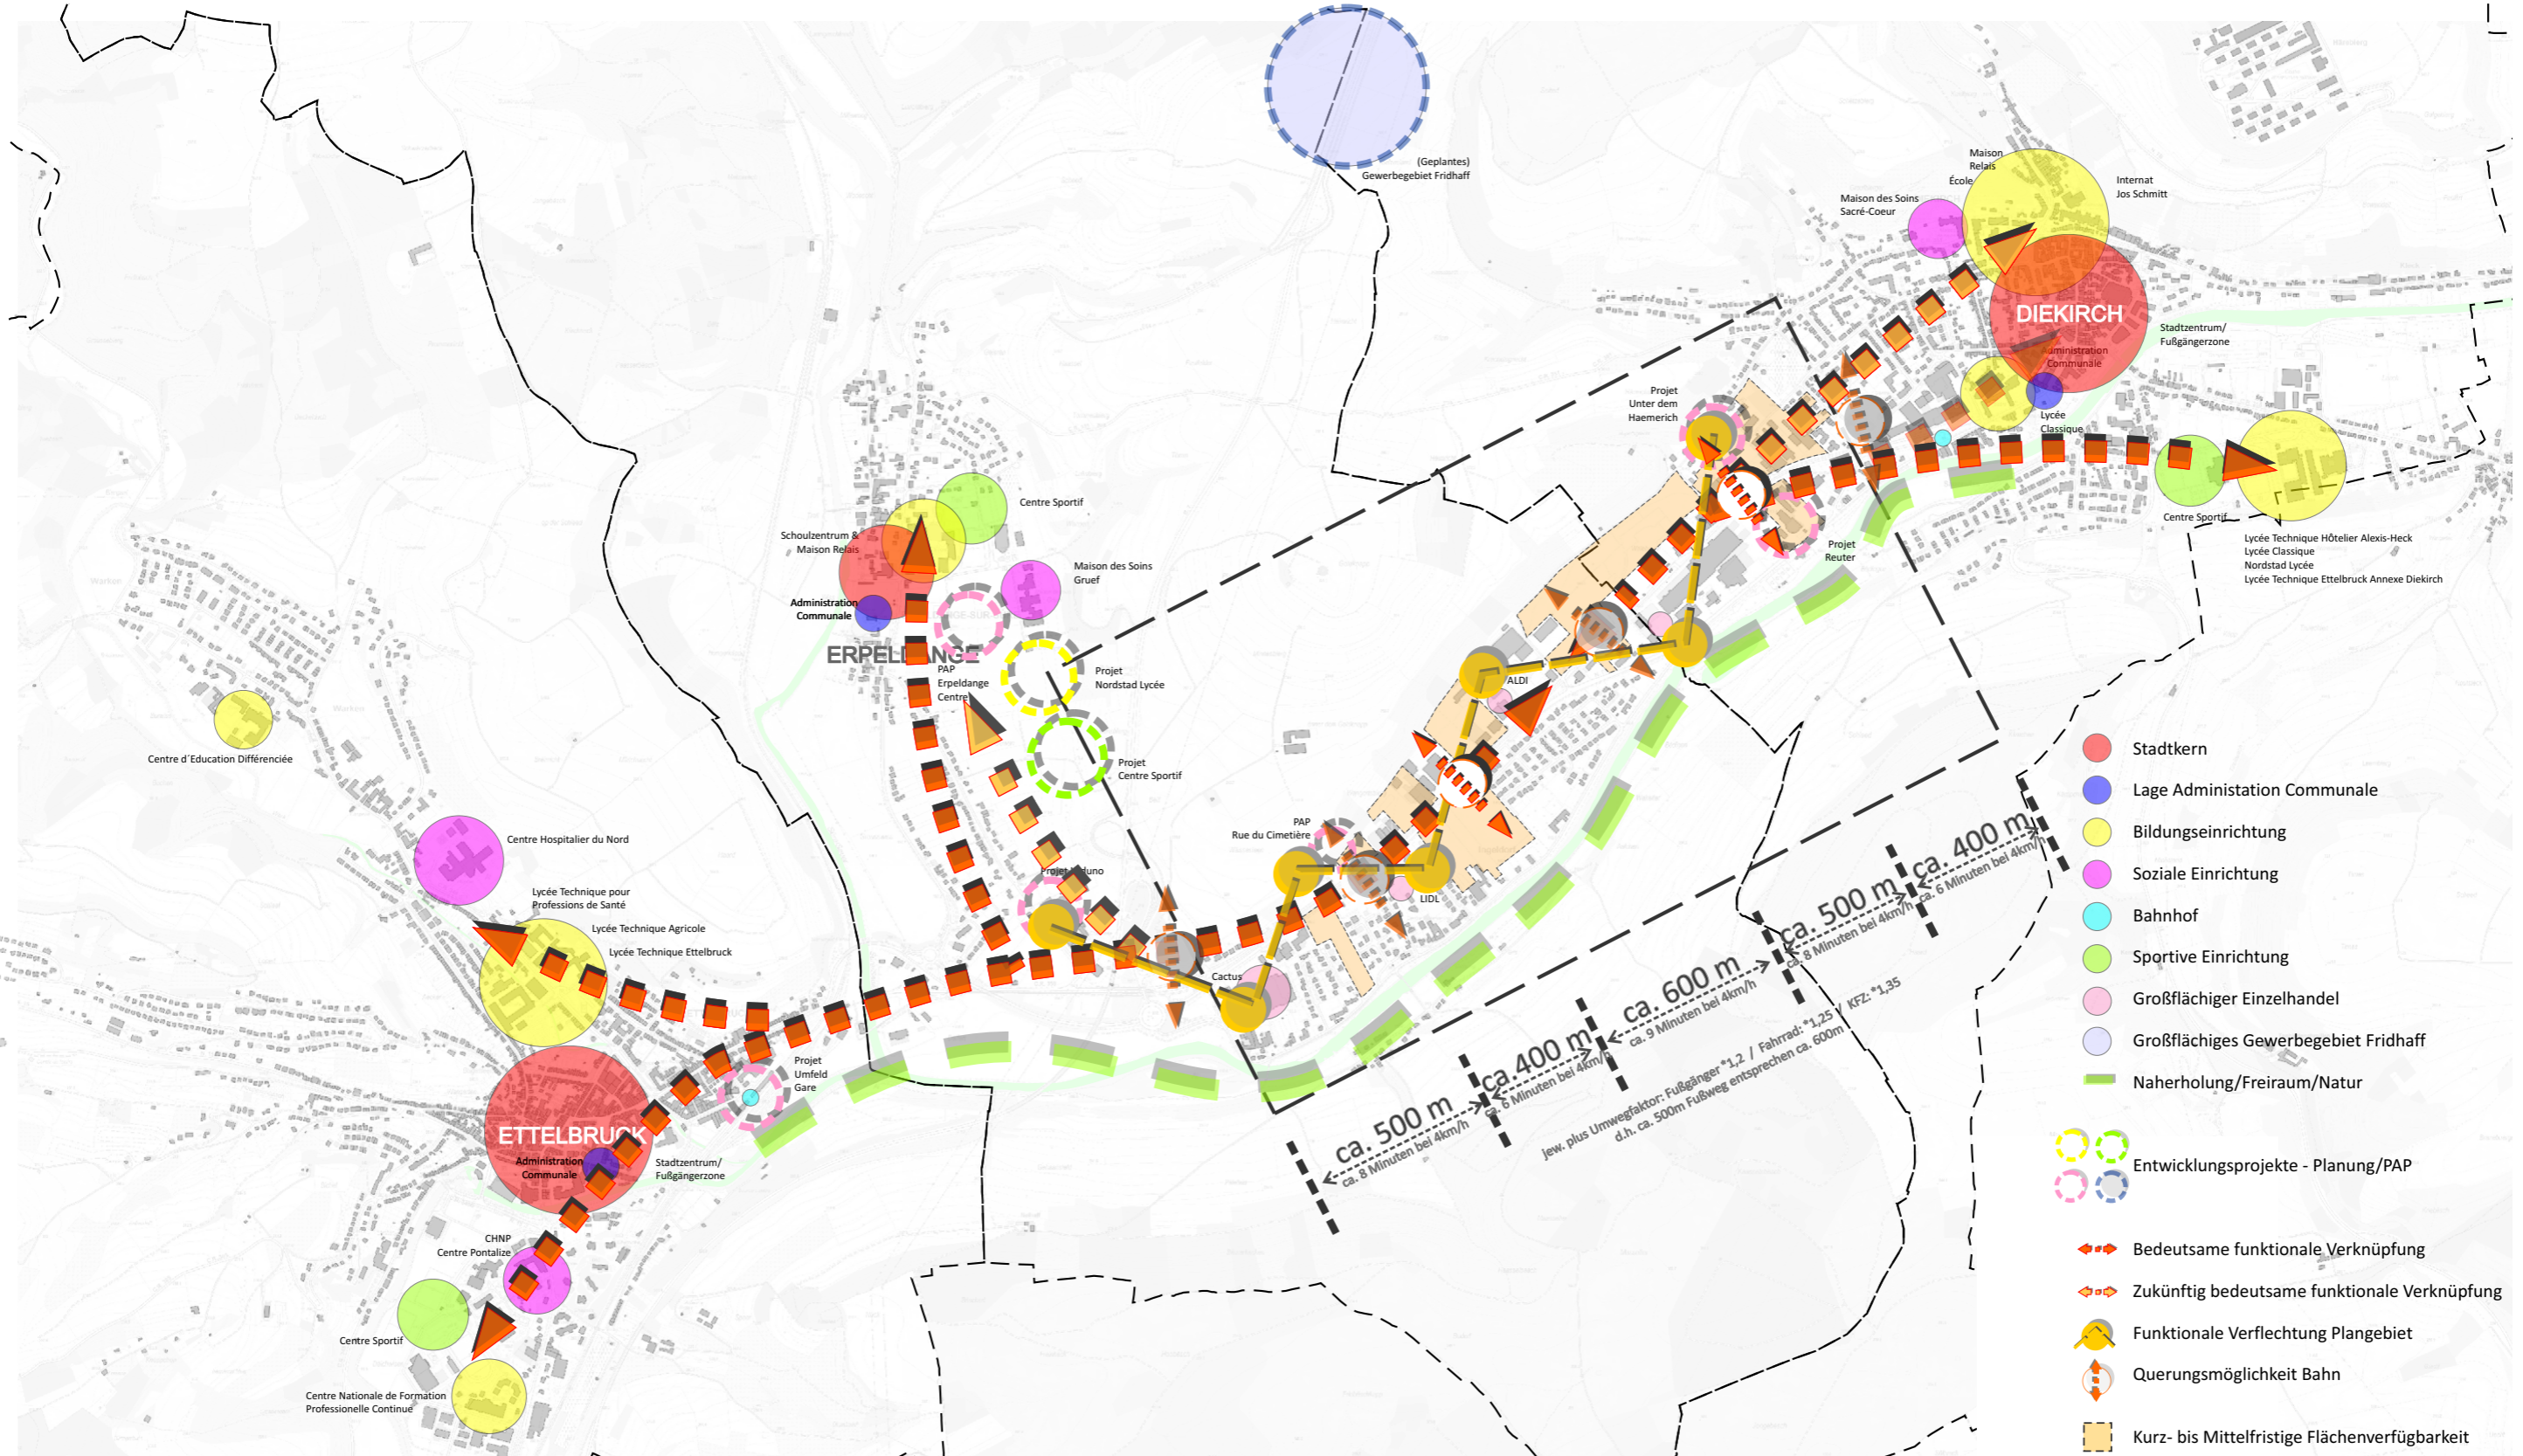 (Geplantes)
Gewerbegebiet Fridhaff
Maison
Relais
École
Internat
Jos Schmitt
Maison des Soins
Sacré-Coeur
DIEKIRCH
Stadtzentrum/
Fußgängerzone
Administration
Communale
Lycée
Classique
Projet
Unter dem
Haemerich
Projet
Reuter
Centre Sportif
Lycée Technique Hôtelier Alexis-Heck
Lycée Classique
Nordstad Lycée
Lycée Technique Ettelbruck Annexe Diekirch
Centre Sportif
Schoulzentrum &
Maison Relais
Maison des Soins
Gruef
Administration
Communale
ERPELDANGE
PAP
Erpeldange
Centre
Projet
Nordstad Lycée
Projet
Centre Sportif
Warken
Warken
Centre d´Education Différenciée
ALDI
PAP
Rue du Cimetière
LIDL
Cactus
Centre Hospitalier du Nord
Lycée Technique pour
Professions de Santé
Lycée Technique Agricole
Lycée Technique Ettelbruck
Projet
Umfeld
Gare
ETTELBRUCK
Administration
Communale
Stadtzentrum/
Fußgängerzone
CHNP
Centre Pontalize
Centre Sportif
Centre Nationale de Formation
Professionelle Continue
ca. 500 m
ca. 8 Minuten bei 4km/h
ca.400 m
ca. 6 Minuten bei 4km/h
ca. 600 m
ca. 9 Minuten bei 4km/h
ca. 500 m
ca. 8 Minuten bei 4km/h
ca. 400 m
ca. 6 Minuten bei 4km/h
jew. plus Umwegfaktor: Fußgänger *1,2 / Fahrrad: *1,25 / KFZ: *1,35
d.h. ca. 500m Fußweg entsprechen ca. 600m
Stadtkern
Lage Administation Communale
Bildungseinrichtung
Soziale Einrichtung
Bahnhof
Sportive Einrichtung
Großflächiger Einzelhandel
Großflächiges Gewerbegebiet Fridhaff
Naherholung/Freiraum/Natur
Entwicklungsprojekte - Planung/PAP
Bedeutsame funktionale Verknüpfung
Zukünftig bedeutsame funktionale Verknüpfung
Funktionale Verflechtung Plangebiet
Querungsmöglichkeit Bahn
Kurz- bis Mittelfristige Flächenverfügbarkeit